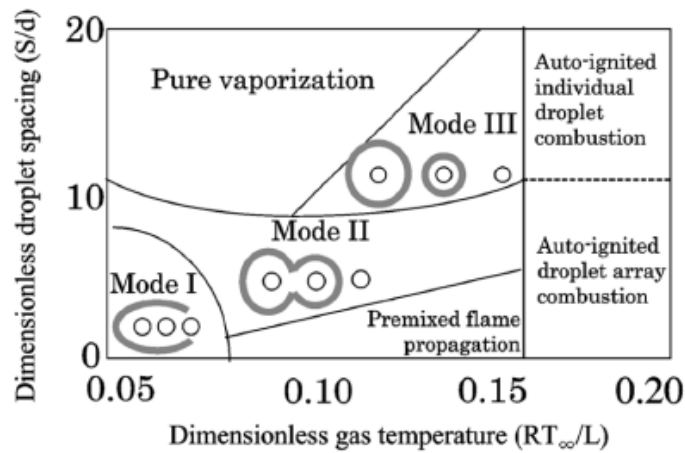 Dimensionless droplet spacing (S/d)
20
10
0
Pure vaporization
Mode III
Mode II
Mode I
Premixed flame
propagation
Auto-ignited
individual
droplet
combustion
Auto-ignited
droplet array
combustion
0.05
0.10
0.15
0.20
Dimensionless gas temperature (RT∞/L)